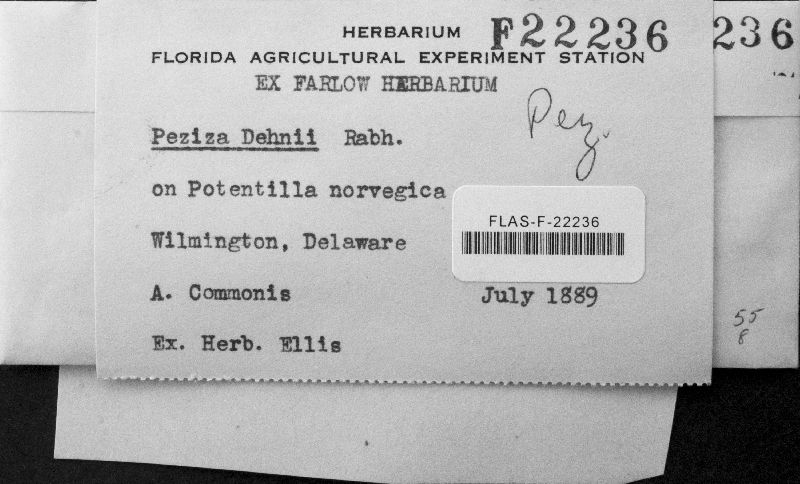 HERBARIUM F22236
FLORIDA AGRICULTURAL EXPERIMENT STATION
EX FARLOW HERBARIUM
Peziza Dehnii Rabh.
Pez.
on Potentilla norvegica
FLAS-F-22236
Wilmington, Delaware
A. Commonis
July 1889
Ex. Herb. Ellis
236
55
8